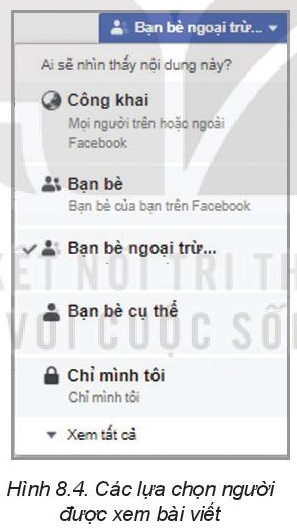 Bạn bè ngoại trừ...
Ai sẽ nhìn thấy nội dung này?
Công khai
Mọi người trên hoặc ngoài
Facebook
Bạn bè
Bạn bè của bạn trên Facebook
Bạn bè ngoại trừ...
KẾT NỐI TRI TH
Bạn bè cụ thể
VỚI CUỘC SỐN
Chỉ mình tôi
Chỉ mình tôi
Xem tất cả
Hình 8.4. Các lựa chọn người
được xem bài viết